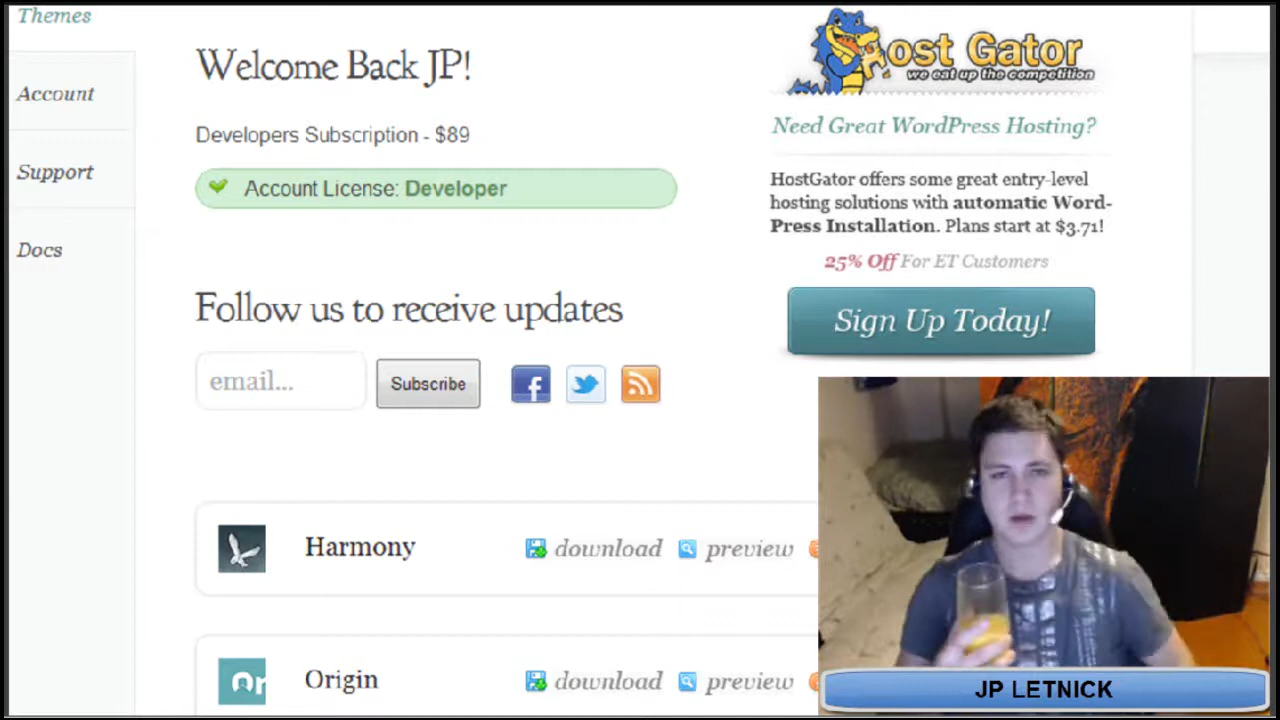 Themes
Account
Support
Docs
Welcome Back JP!
Developers Subscription - $89
Account License: Developer
Follow us to receive updates
email...
Subscribe
Harmony
download
preview
Origin
download
preview
ost Gator
we eat up the competition
Need Great WordPress Hosting?
HostGator offers some great entry-level
hosting solutions with automatic Word-
Press Installation. Plans start at $3.71!
25% Off For ET Customers
Sign Up Today!
JP LETNICK